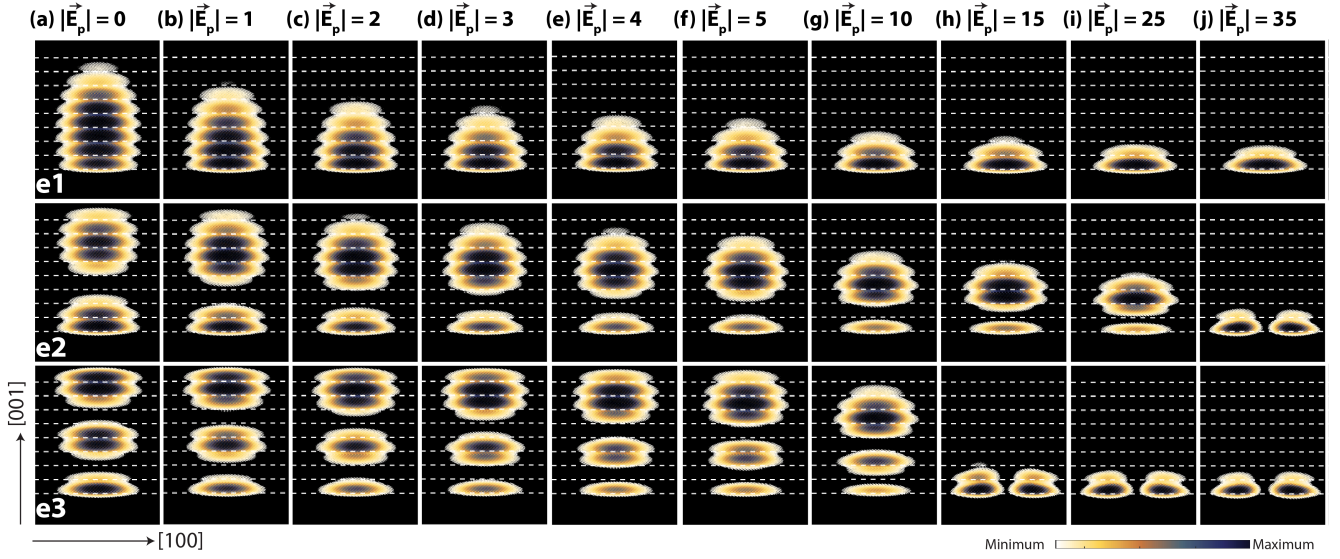 (a) |E⃗p| = 0 (b) |E⃗p| = 1 (c) |E⃗p| = 2 (d) |E⃗p| = 3 (e) |E⃗p| = 4 (f) |E⃗p| = 5 (g) |E⃗p| = 10 (h) |E⃗p| = 15 (i) |E⃗p| = 25 (j) |E⃗p| = 35
e1
e2
e3
[001]
[100]
Minimum Maximum